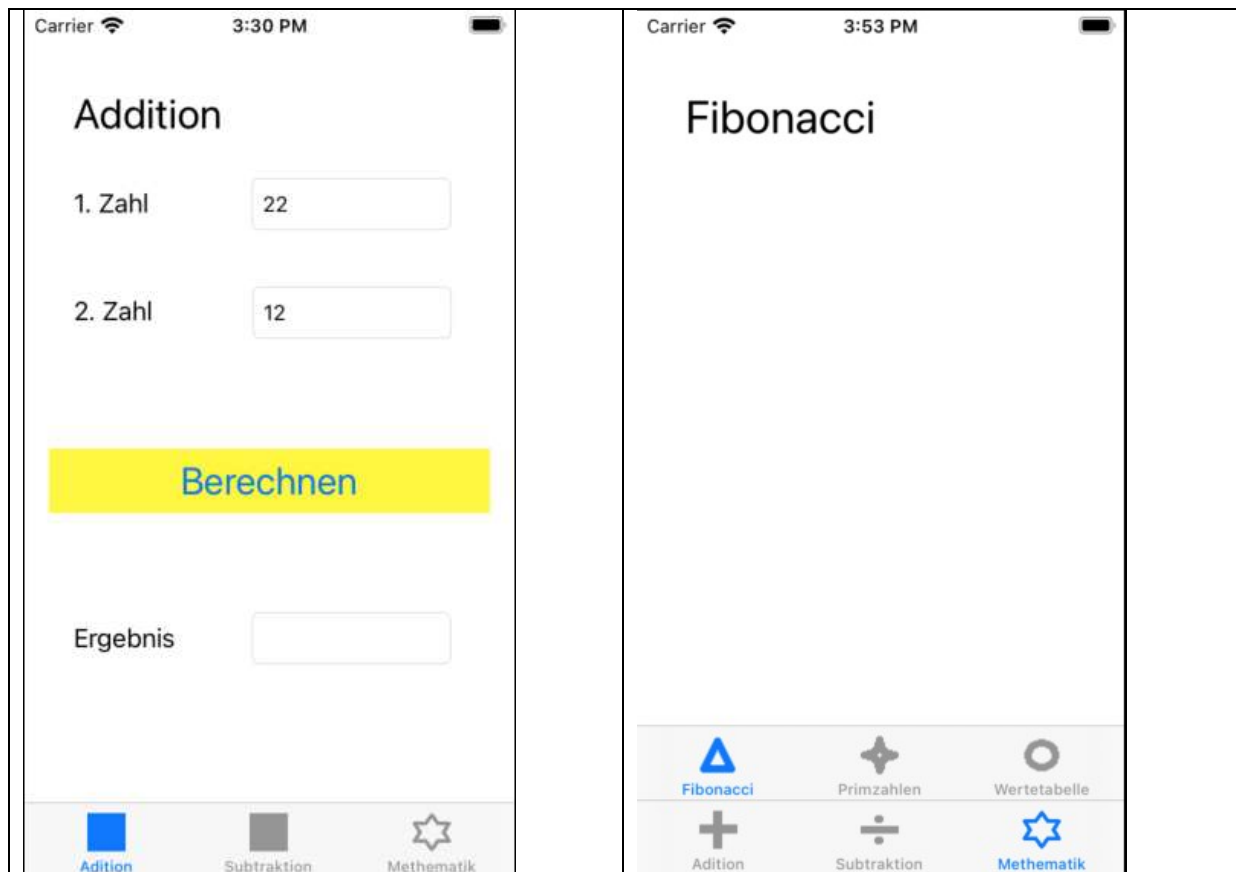 Carrier 3:30 PM
Addition
1. Zahl 22
2. Zahl 12
Berechnen
Ergebnis
Adition Subtraktion Methematik
Carrier 3:53 PM
Fibonacci
Fibonacci Primzahlen Wertetabelle
Adition Subtraktion Methematik